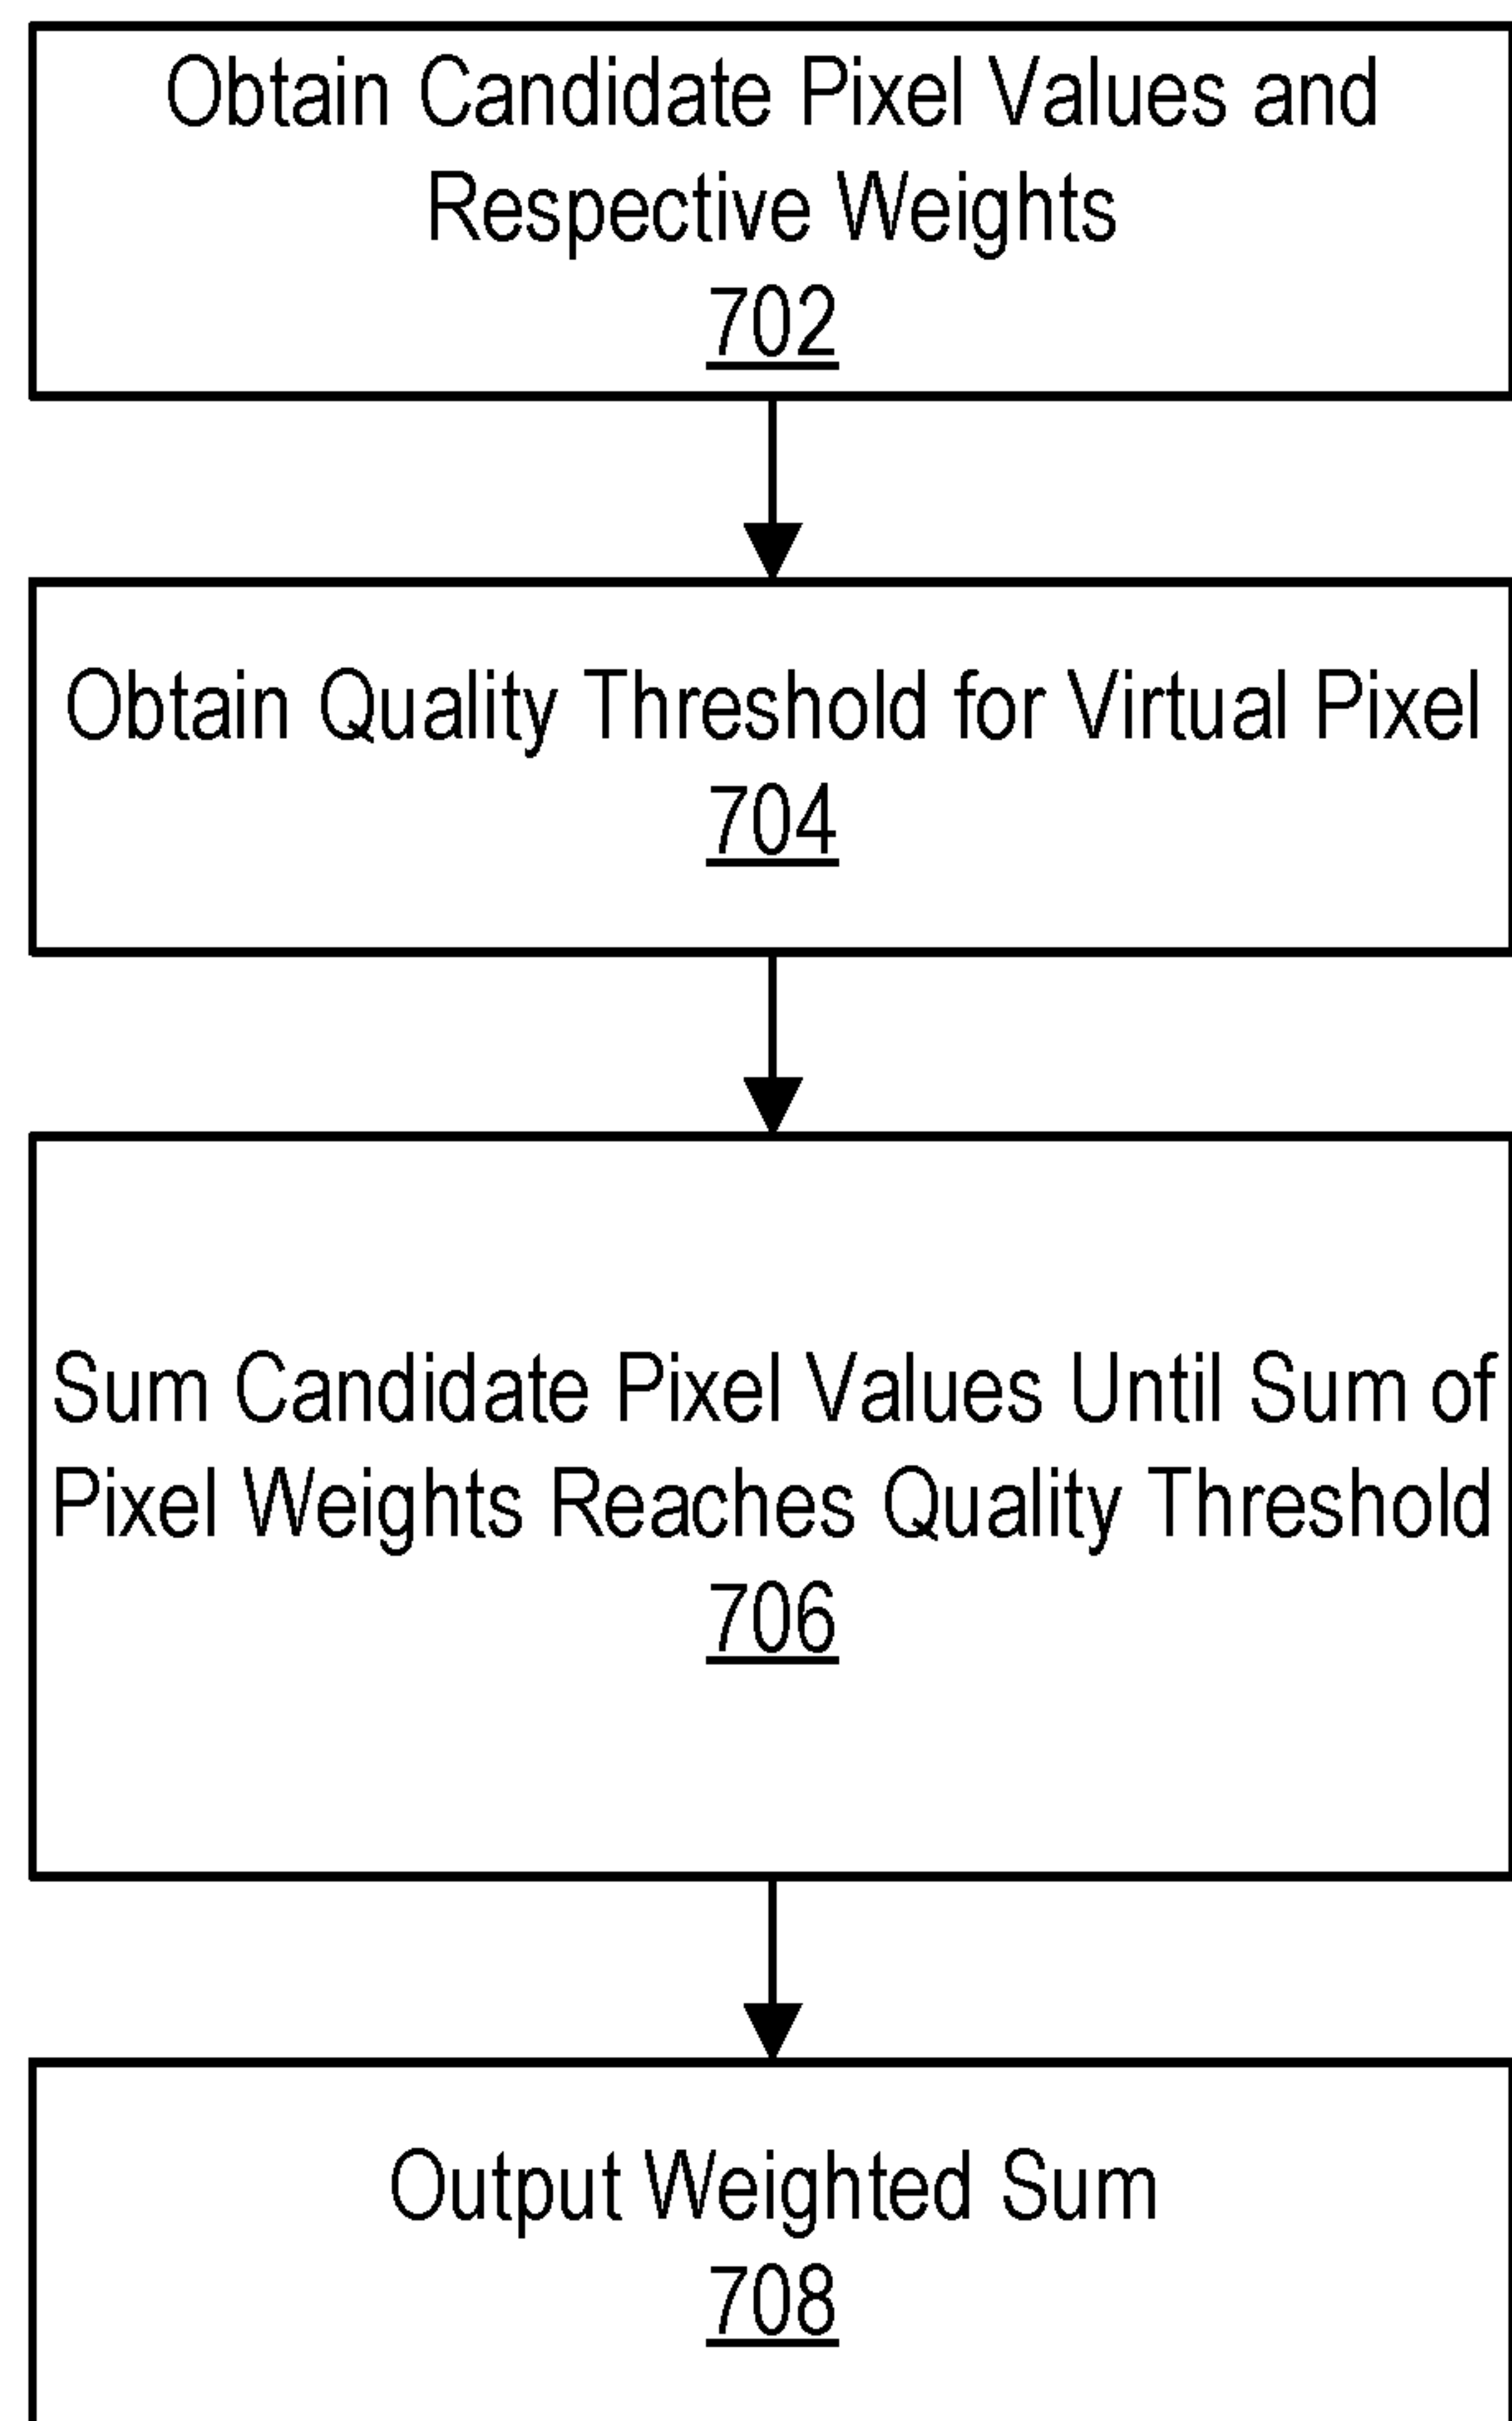 Obtain Candidate Pixel Values and
Respective Weights
702
Obtain Quality Threshold for Virtual Pixel
704
Sum Candidate Pixel Values Until Sum of
Pixel Weights Reaches Quality Threshold
706
Output Weighted Sum
708